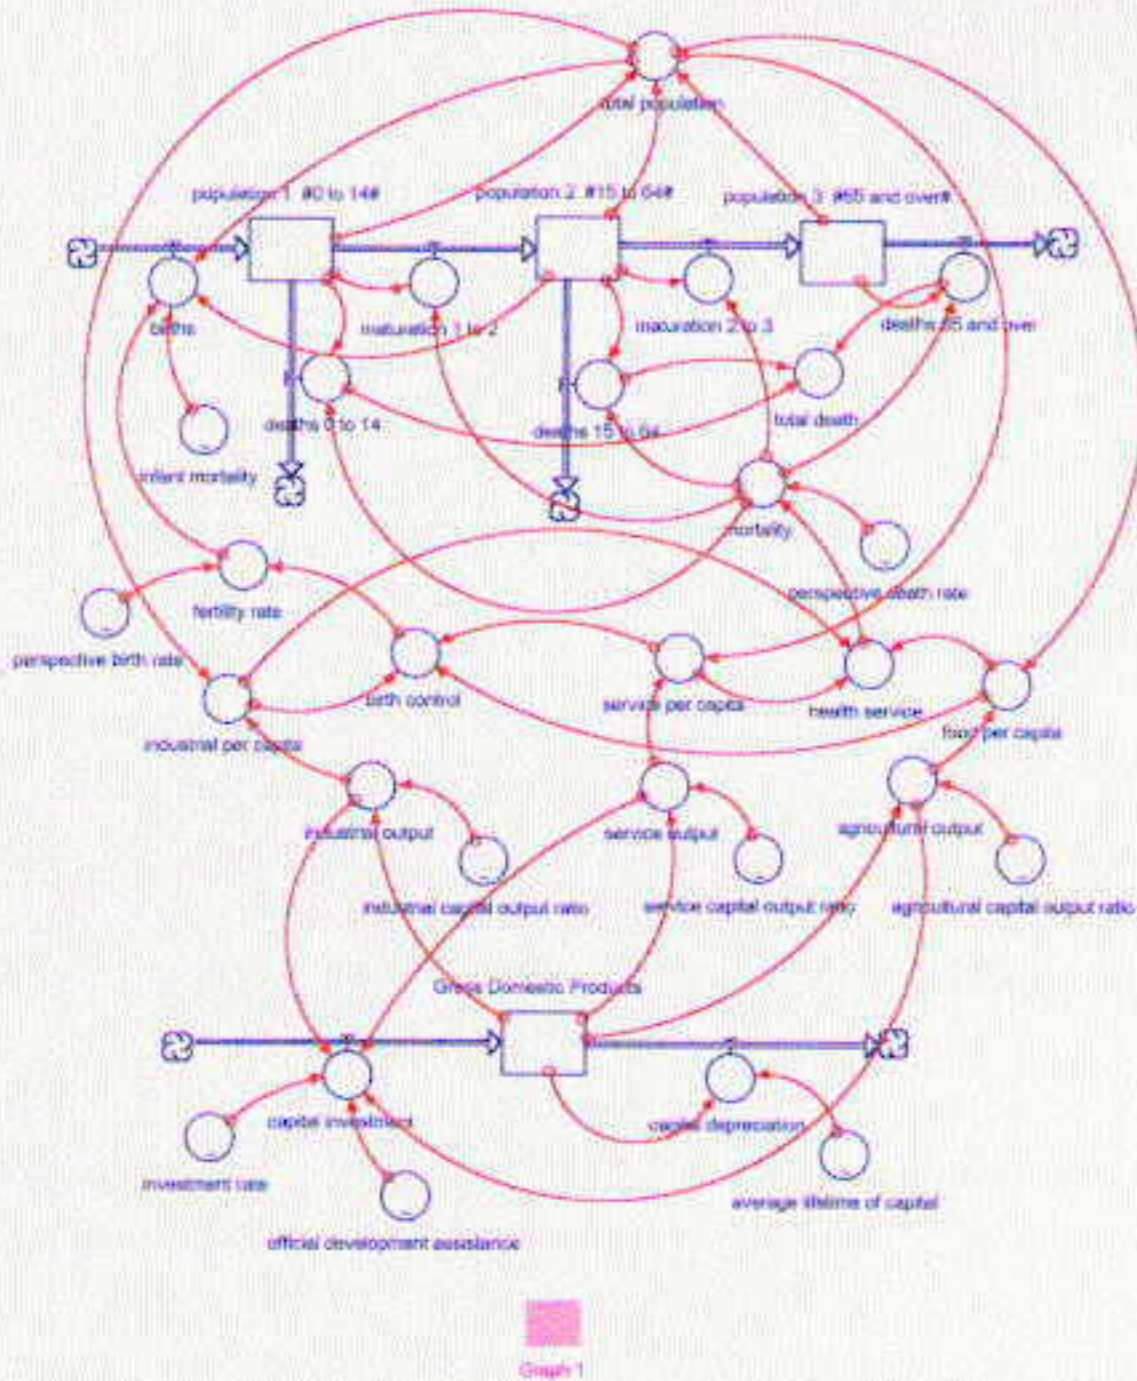 total population
population 1 #0 to 14#
population 2 #15 to 64#
population 3 #65 and over#
births
maturation 1 to 2
maturation 2 to 3
deaths 65 and over
deaths 0 to 14
deaths 15 to 64
total death
infant mortality
mortality
fertility rate
perspective death rate
perspective birth rate
birth control
service per capita
health service
food per capita
industrial per capita
industrial output
service output
agricultural output
industrial capital output ratio
service capital output ratio
agricultural capital output ratio
Gross Domestic Products
capital investment
capital depreciation
investment rate
average lifetime of capital
official development assistance
Graph 1